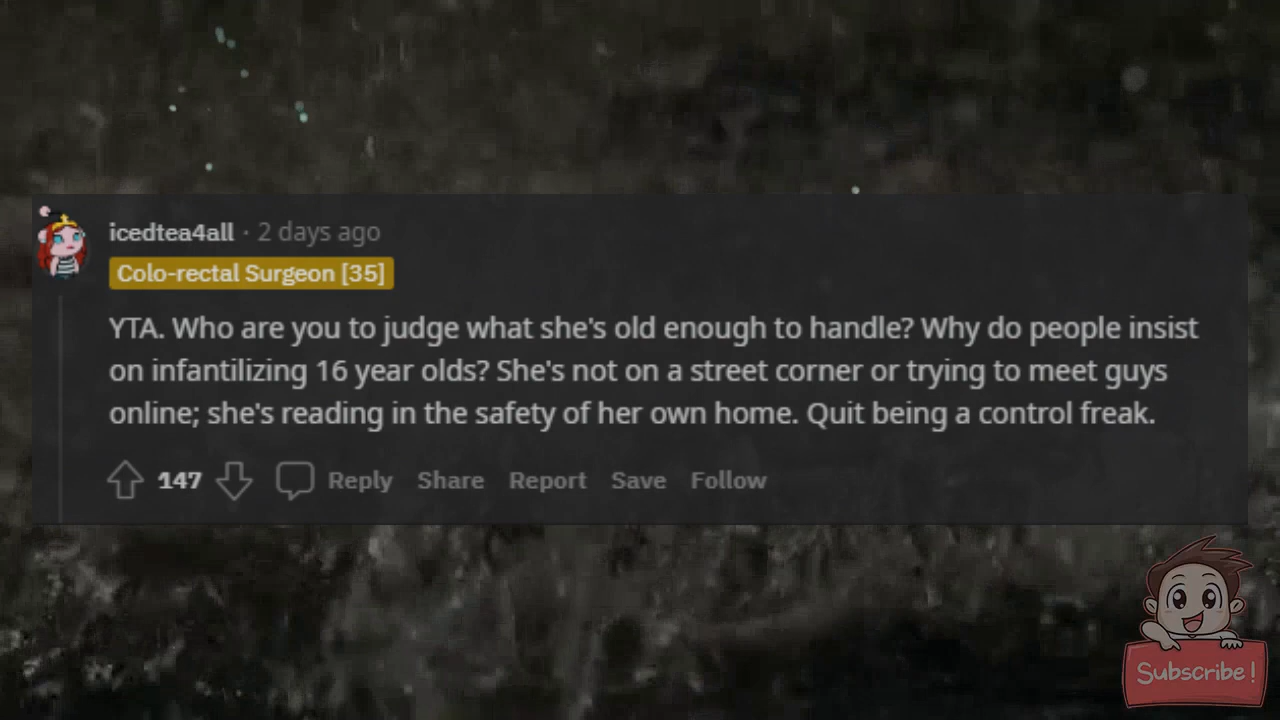 icedtea4all · 2 days ago
Colo-rectal Surgeon [35]
YTA. Who are you to judge what she's old enough to handle? Why do people insist
on infantilizing 16 year olds? She's not on a street corner or trying to meet guys
online; she's reading in the safety of her own home. Quit being a control freak.
147 Reply Share Report Save Follow
Subscribe!